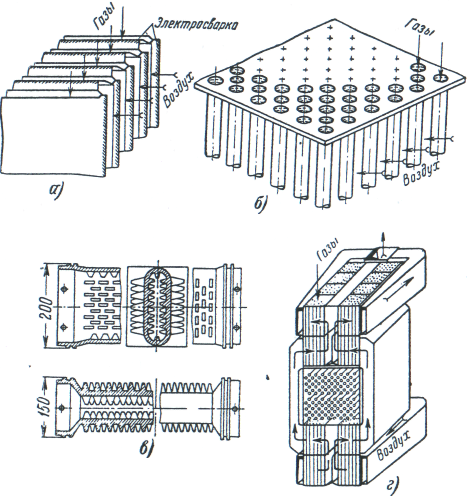 Газы
Электросварка
Воздух
а)
Газы
Воздух
б)
200
150
в)
Газы
Воздух
г)